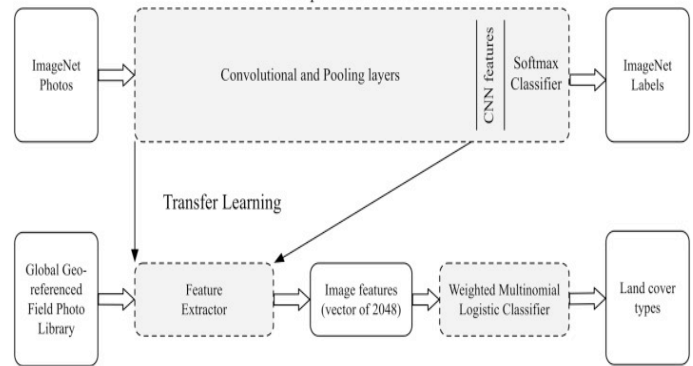 ImageNet
Photos
Convolutional and Pooling layers
CNN features
Softmax
Classifier
ImageNet
Labels
Transfer Learning
Global Geo-
referenced
Field Photo
Library
Feature
Extractor
Image features
(vector of 2048)
Weighted Multinomial
Logistic Classifier
Land cover
types